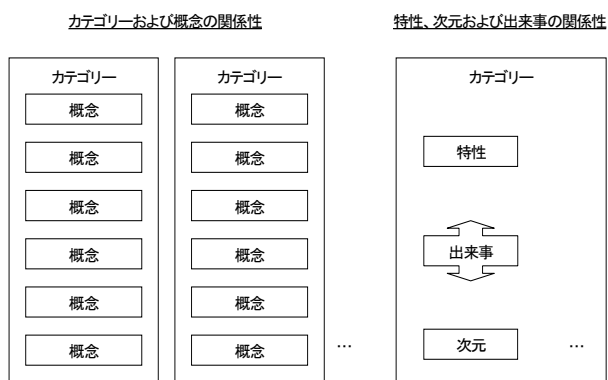 カテゴリーおよび概念の関係性
カテゴリー
概念
概念
概念
概念
概念
概念
カテゴリー
概念
概念
概念
概念
概念
概念
…
特性、次元および出来事の関係性
カテゴリー
特性
出来事
次元
…